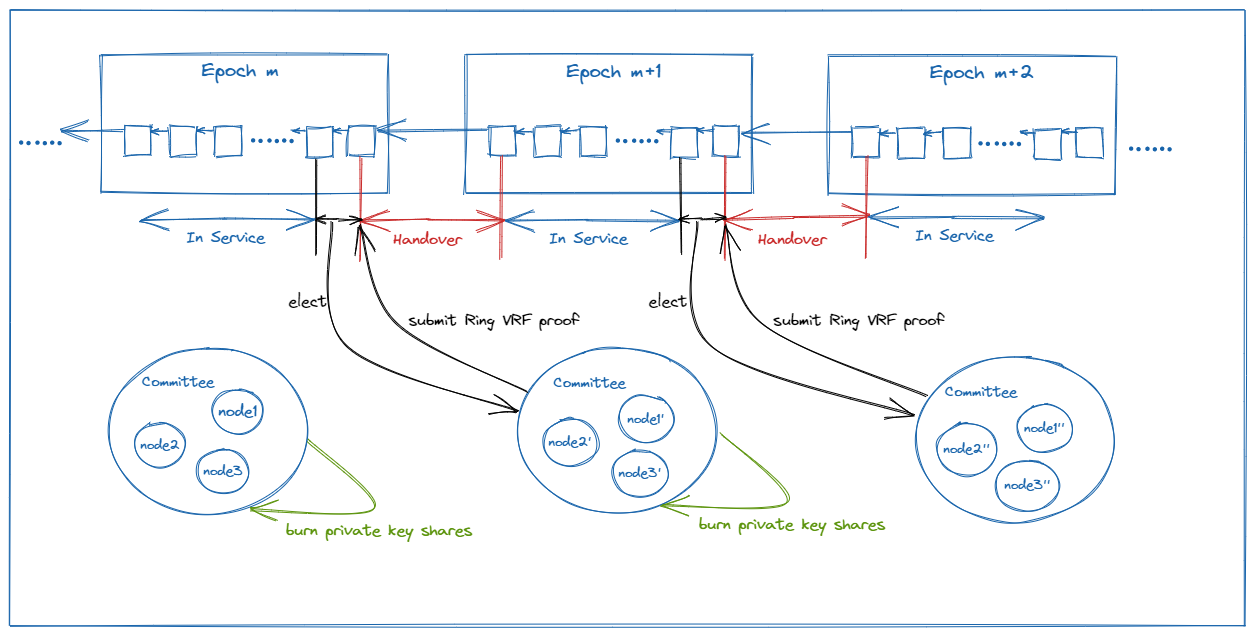 Epoch m
Epoch m+1
Epoch m+2
......
......
......
......
......
In Service
Handover
In Service
Handover
In Service
elect
submit Ring VRF proof
elect
submit Ring VRF proof
Committee
node1
node2
node3
Committee
node1'
node2'
node3'
Committee
node1''
node2''
node3''
burn private key shares
burn private key shares